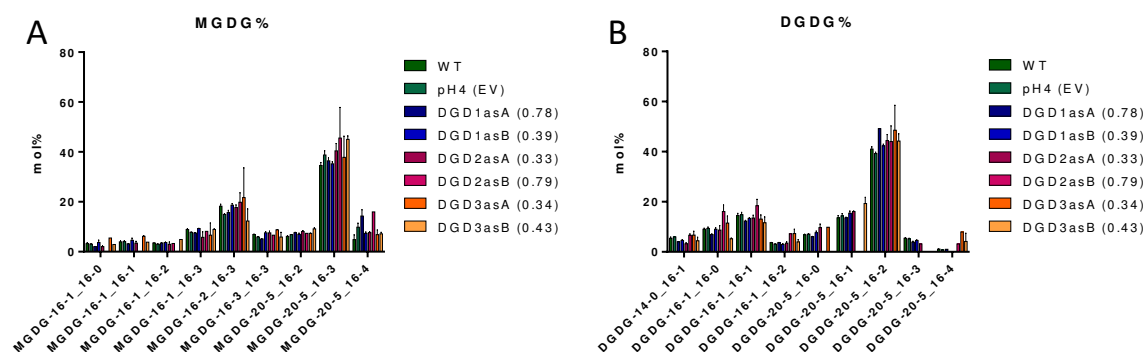 A
MGDG%
80
60
40
20
0
mol%
MGDG-16-1_16-0
MGDG-16-1_16-1
MGDG-16-1_16-2
MGDG-16-1_16-3
MGDG-16-2_16-3
MGDG-16-3_16-3
MGDG-20-5_16-2
MGDG-20-5_16-3
MGDG-20-5_16-4
WT
pH4 (EV)
DGD1asA (0.78)
DGD1asB (0.39)
DGD2asA (0.33)
DGD2asB (0.79)
DGD3asA (0.34)
DGD3asB (0.43)
B
DGDG%
80
60
40
20
0
mol%
DGDG-14-0_16-1
DGDG-16-1_16-0
DGDG-16-1_16-1
DGDG-16-1_16-2
DGDG-20-5_16-0
DGDG-20-5_16-1
DGDG-20-5_16-2
DGDG-20-5_16-3
DGDG-20-5_16-4
WT
pH4 (EV)
DGD1asA (0.78)
DGD1asB (0.39)
DGD2asA (0.33)
DGD2asB (0.79)
DGD3asA (0.34)
DGD3asB (0.43)